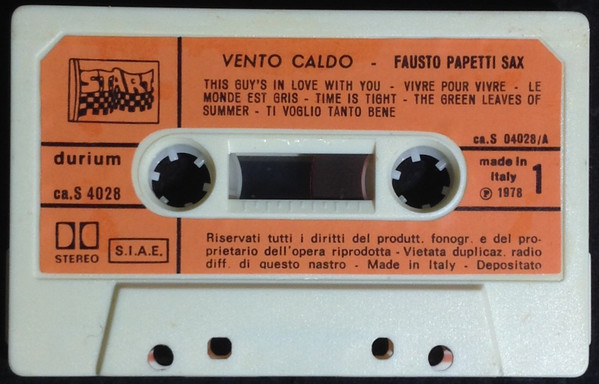 START
VENTO CALDO - FAUSTO PAPETTI SAX
THIS GUY'S IN LOVE WITH YOU - VIVRE POUR VIVRE - LE
MONDE EST GRIS - TIME IS TIGHT - THE GREEN LEAVES OF
SUMMER - TI VOGLIO TANTO BENE
ca.S 04028/A
durium
ca.S 4028
made in
Italy
℗ 1978
1
STEREO
S.I.A.E.
Riservati tutti i diritti del produtt. fonogr. e del pro-
prietario dell'opera riprodotta - Vietata duplicaz. radio
diff. di questo nastro - Made in Italy - Depositato